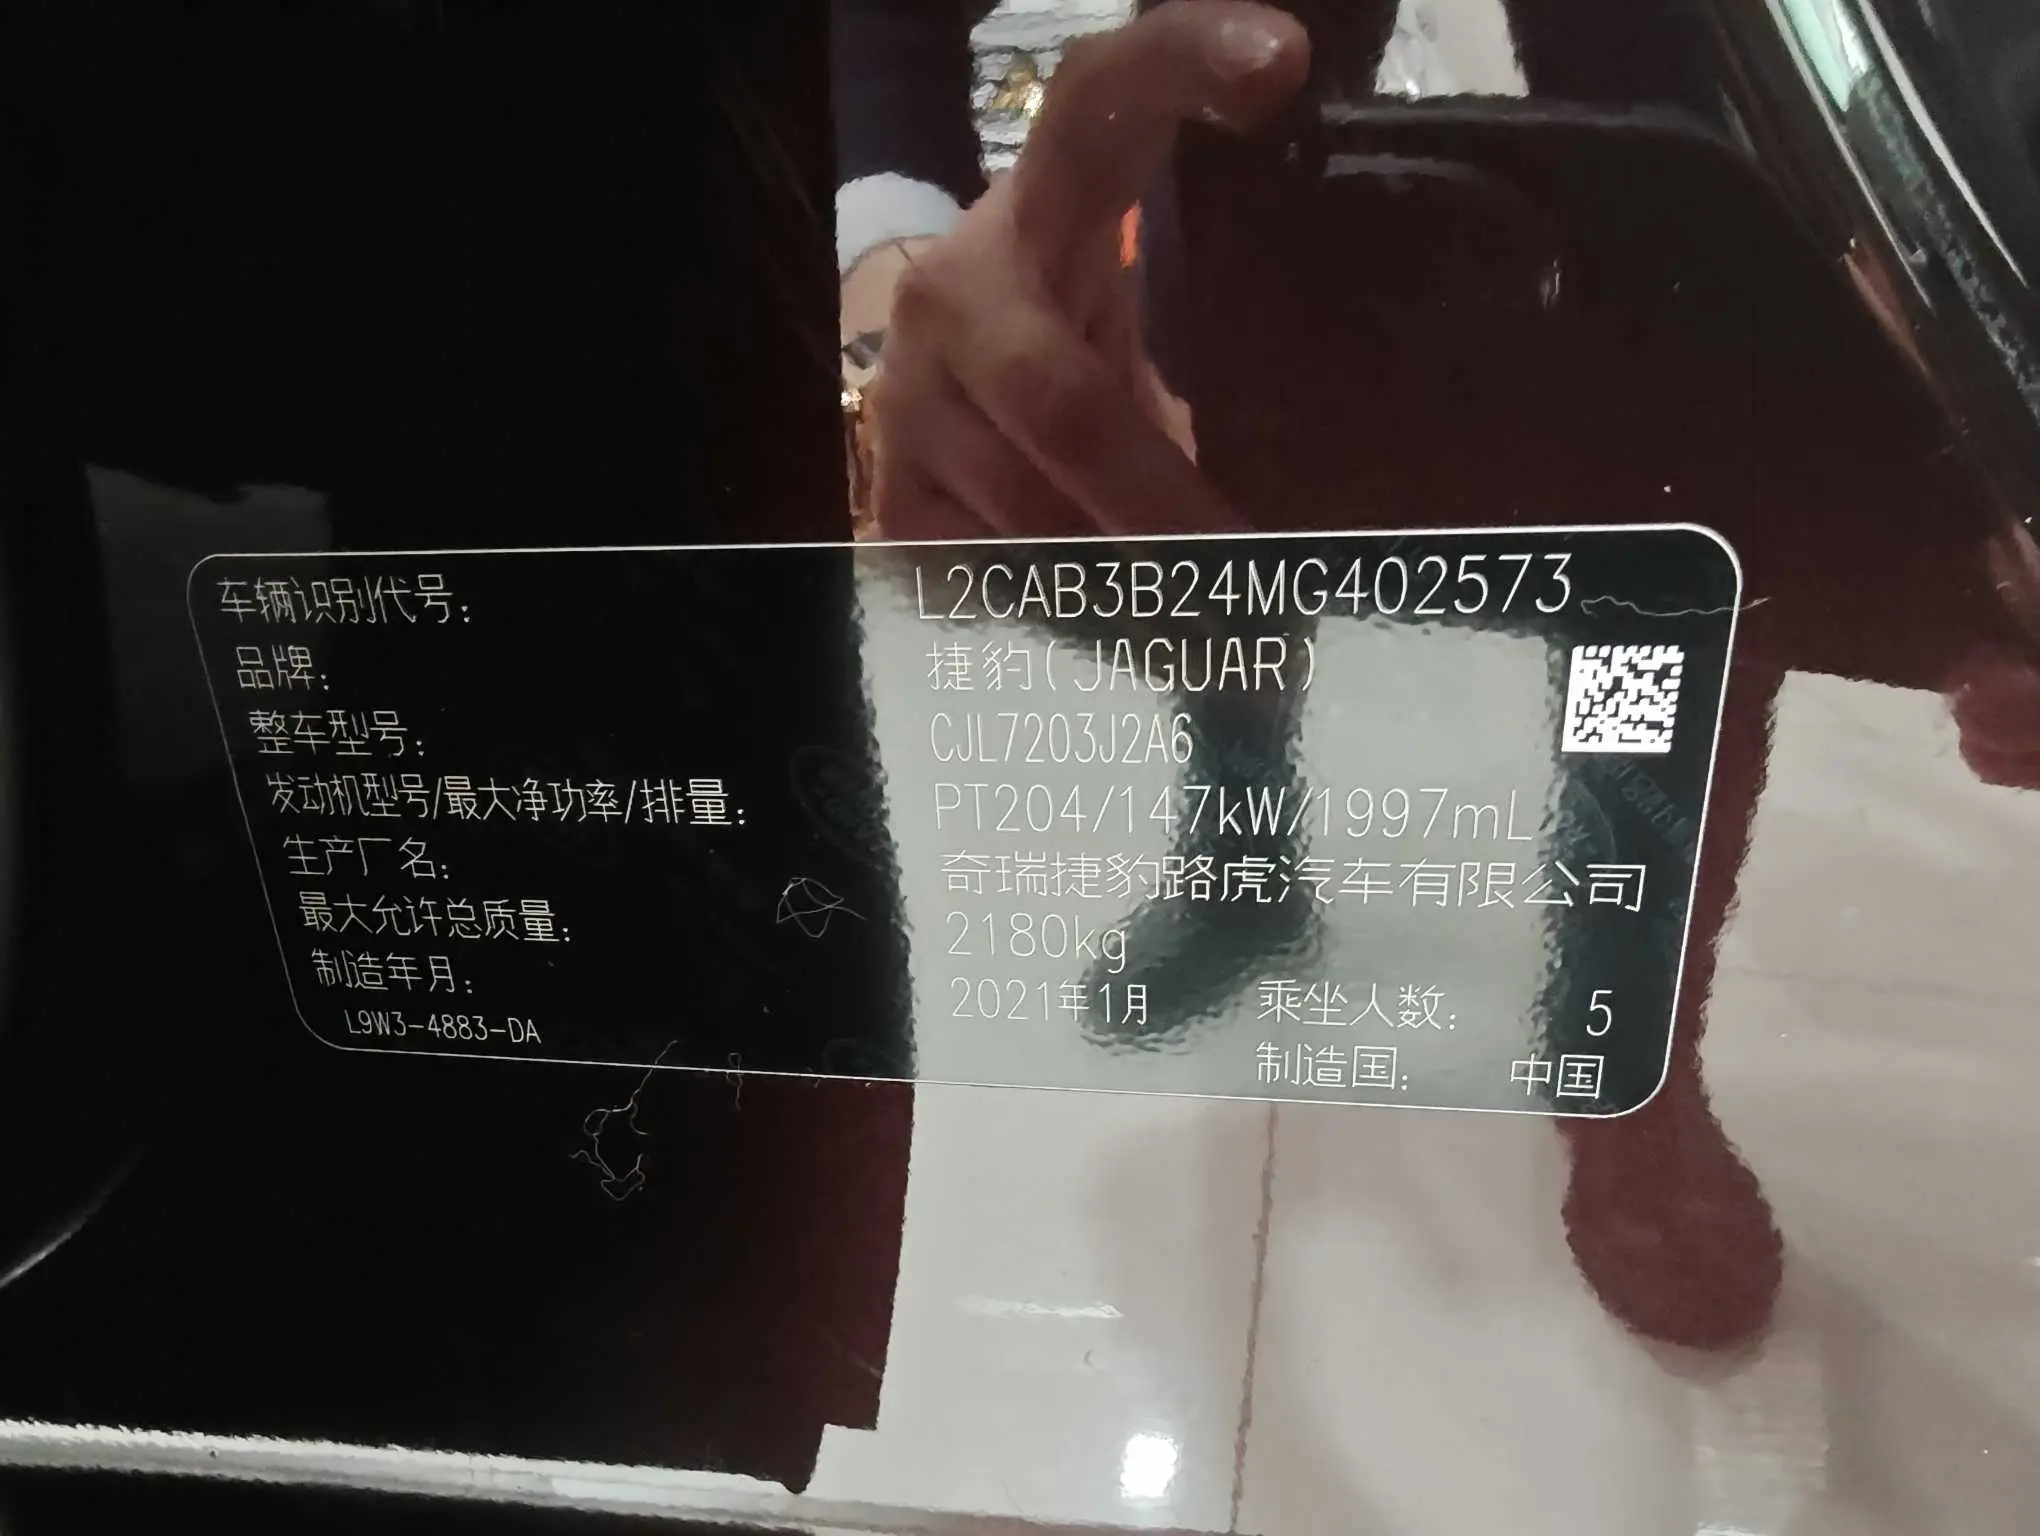 车辆识别代号： L2CAB3B24MG402573
品牌： 捷豹(JAGUAR)
整车型号： CJL7203J2A6
发动机型号/最大净功率/排量： PT204/147kW/1997mL
生产厂名： 奇瑞捷豹路虎汽车有限公司
最大允许总质量： 2180kg
制造年月： 2021年1月 乘坐人数： 5
L9W3-4883-DA 制造国： 中国